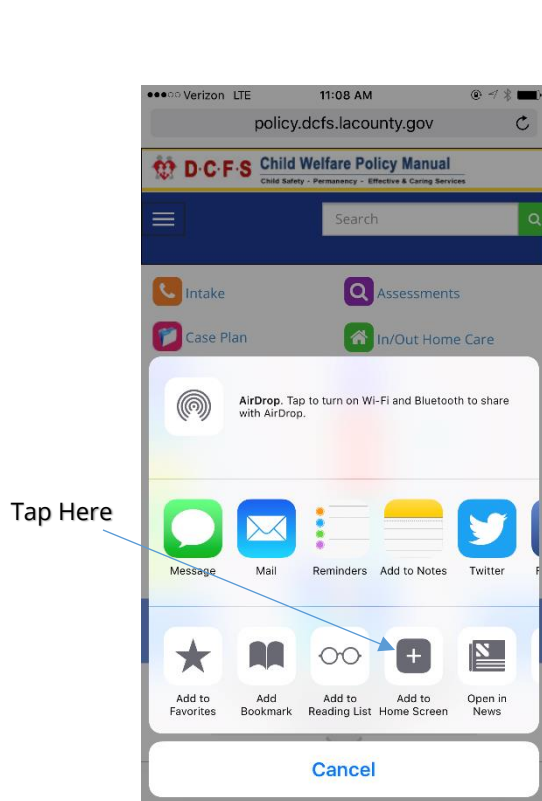 Verizon LTE 11:08 AM
policy.dcfs.lacounty.gov
D·C·F·S Child Welfare Policy Manual
Child Safety - Permanency - Effective & Caring Services
Search
Intake Assessments
Case Plan In/Out Home Care
AirDrop. Tap to turn on Wi-Fi and Bluetooth to share
with AirDrop.
Tap Here
Message Mail Reminders Add to Notes Twitter F
Add to Favorites
Add Bookmark
Add to Reading List
Add to Home Screen
Open in News
Cancel